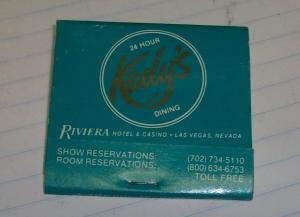 24 HOUR
Kady's
DINING
RIVIERA HOTEL & CASINO • LAS VEGAS, NEVADA
SHOW RESERVATIONS: (702) 734-5110
ROOM RESERVATIONS: (800) 634-6753
TOLL FREE